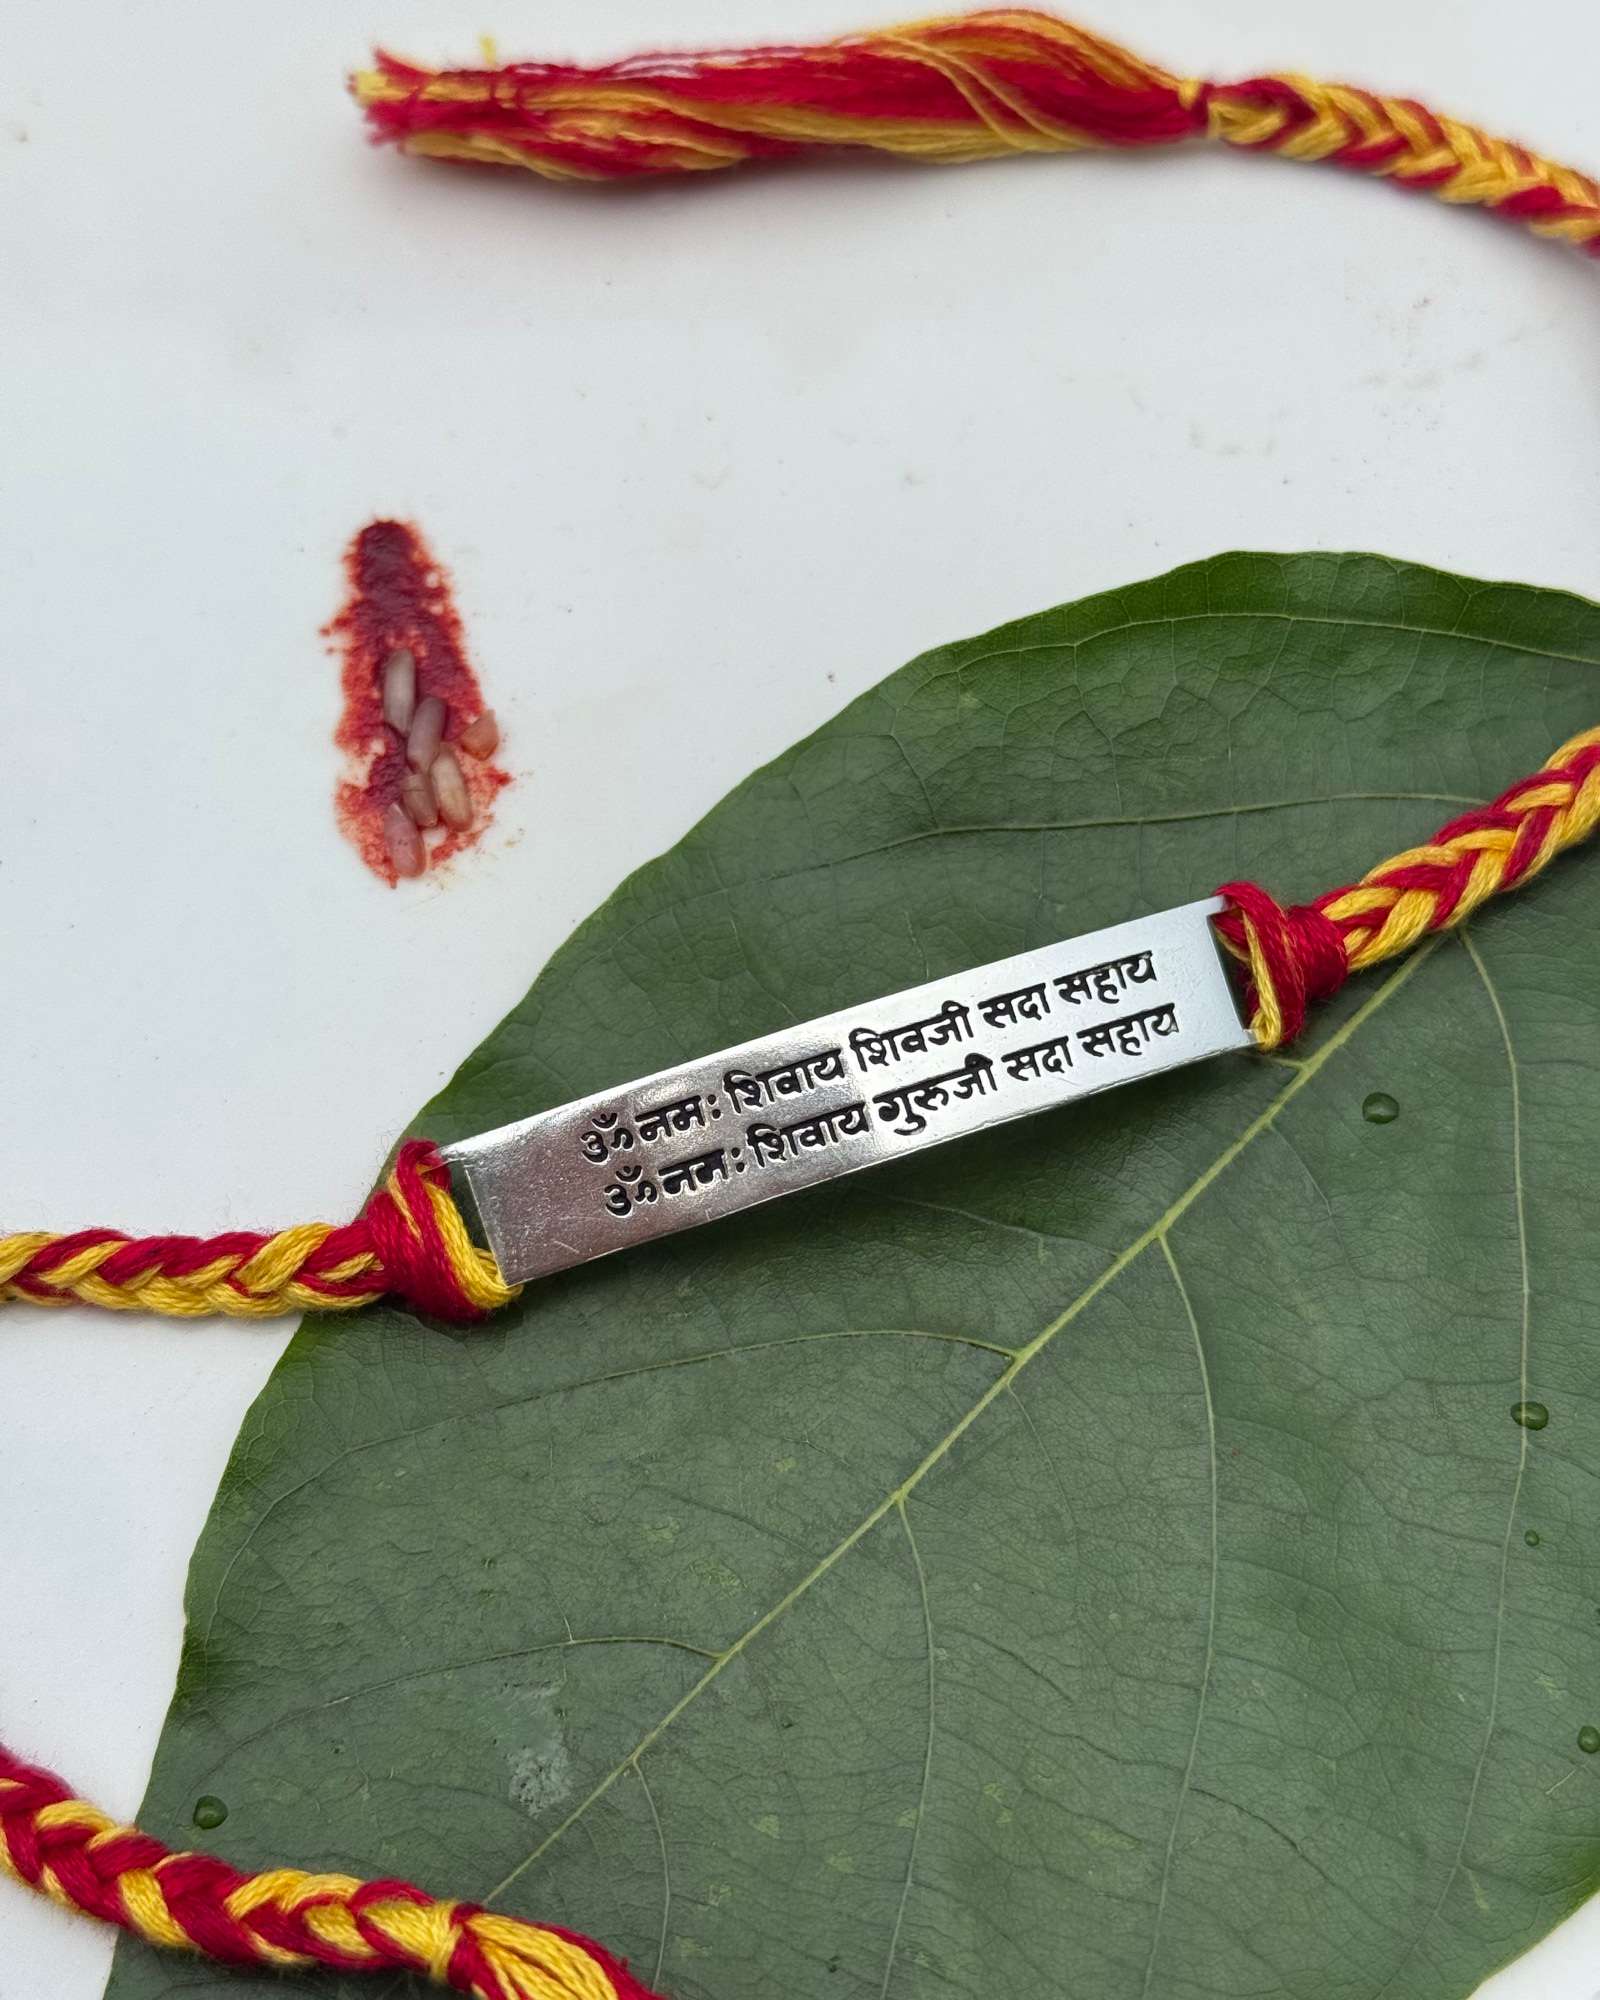 ॐ नमः शिवाय शिवजी सदा सहाय
ॐ नमः शिवाय गुरुजी सदा सहाय